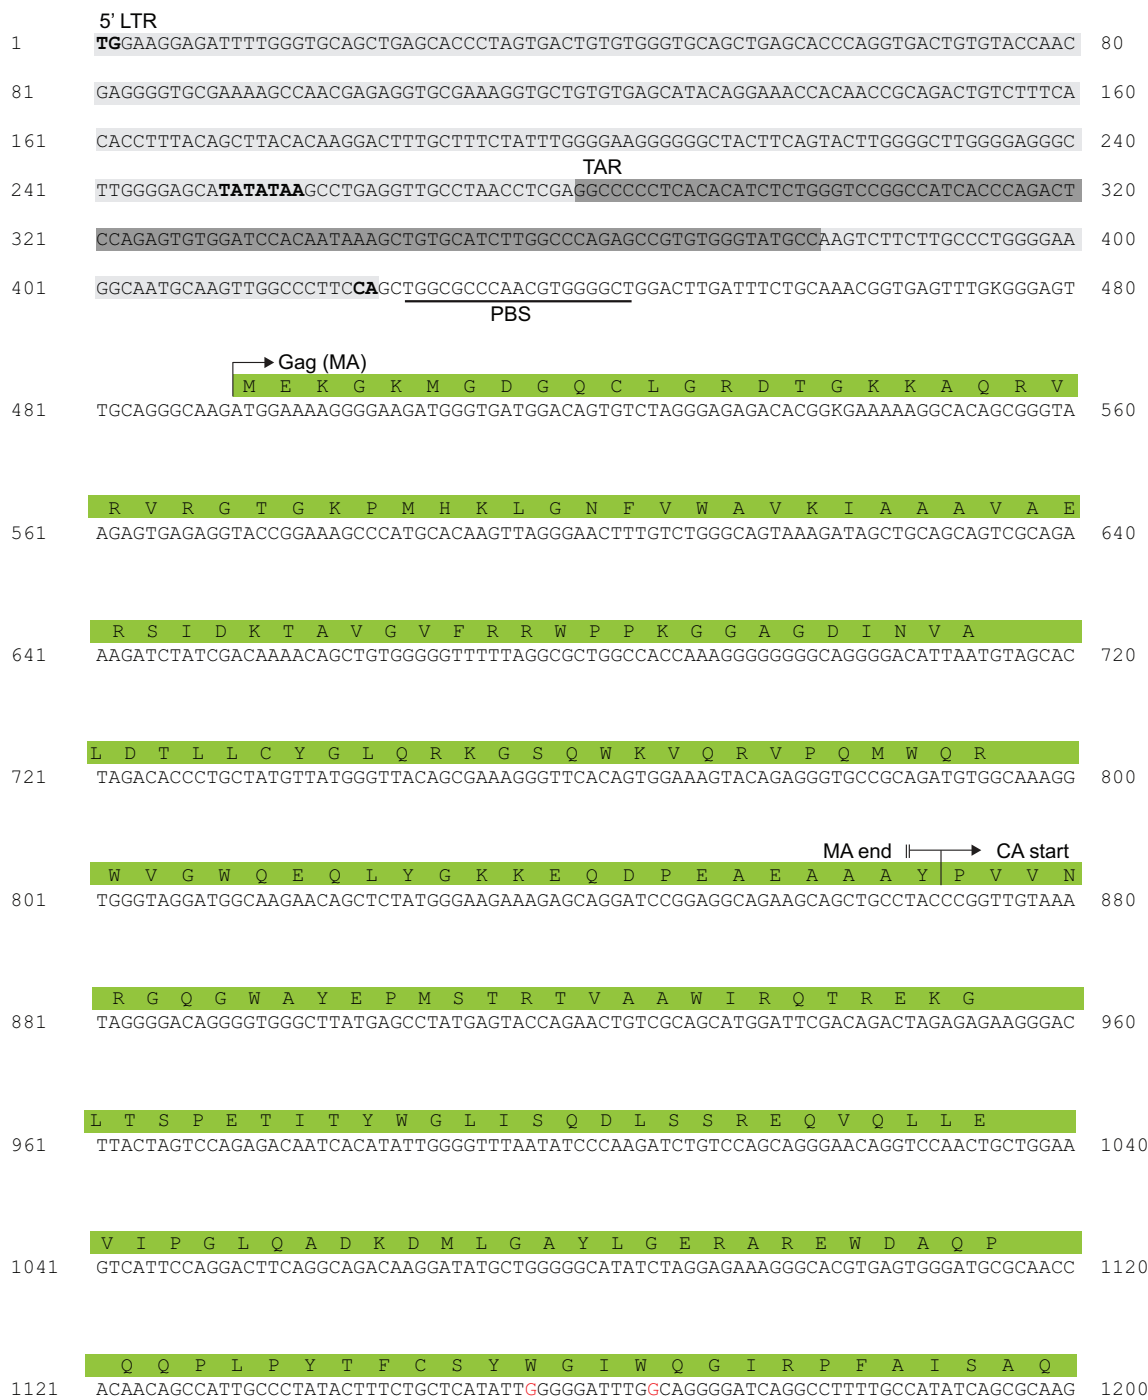 5' LTR
1 TGGAAGGAGATTTTGGGTGCAGCTGAGCACCCTAGTGACTGTGTGGGTGCAGCTGAGCACCCAGGTGACTGTGTACCAAC 80
81 GAGGGGTGCGAAAAGCCAACGAGAGGTGCGAAAGGTGCTGTGTGAGCATACAGGAAACCACAACCGCAGACTGTCTTTCA 160
161 CACCTTTACAGCTTACACAAGGACTTTGCTTTCTATTTGGGGAAGGGGGGCTACTTCAGTACTTGGGGCTTGGGGAGGGC 240
TAR
241 TTGGGGAGCATATATAAGCCTGAGGTTGCCTAACCTCGAGGCCCCCTCACACATCTCTGGGTCCGGCCATCACCCAGACT 320
321 CCAGAGTGTGGATCCACAATAAAGCTGTGCATCTTGGCCCAGAGCCGTGTGGGTATGCCAAGTCTTCTTGCCCTGGGGAA 400
401 GGCAATGCAAGTTGGCCCTTCCAGCTGGCGCCCAACGTGGGGCTGGACTTGATTTCTGCAAACGGTGAGTTTGKGGGAGT 480
PBS
Gag (MA)
M E K G K M G D G Q C L G R D T G K K A Q R V
481 TGCAGGGCAAGATGGAAAAGGGGAAGATGGGTGATGGACAGTGTCTAGGGAGAGACACGGKGAAAAAGGCACAGCGGGTA 560
R V R G T G K P M H K L G N F V W A V K I A A A V A E
561 AGAGTGAGAGGTACCGGAAAGCCCATGCACAAGTTAGGGAACTTTGTCTGGGCAGTAAAGATAGCTGCAGCAGTCGCAGA 640
R S I D K T A V G V F R R W P P K G G A G D I N V A
641 AAGATCTATCGACAAAACAGCTGTGGGGGTTTTTAGGCGCTGGCCACCAAAGGGGGGGGCAGGGGACATTAATGTAGCAC 720
L D T L L C Y G L Q R K G S Q W K V Q R V P Q M W Q R
721 TAGACACCCTGCTATGTTATGGGTTACAGCGAAAGGGTTCACAGTGGAAAGTACAGAGGGTGCCGCAGATGTGGCAAAGG 800
MA end CA start
W V G W Q E Q L Y G K K E Q D P E A E A A A Y P V V N
801 TGGGTAGGATGGCAAGAACAGCTCTATGGGAAGAAAGAGCAGGATCCGGAGGCAGAAGCAGCTGCCTACCCGGTTGTAAA 880
R G Q G W A Y E P M S T R T V A A W I R Q T R E K G
881 TAGGGGACAGGGGTGGGCTTATGAGCCTATGAGTACCAGAACTGTCGCAGCATGGATTCGACAGACTAGAGAGAAGGGAC 960
L T S P E T I T Y W G L I S Q D L S S R E Q V Q L L E
961 TTACTAGTCCAGAGACAATCACATATTGGGGTTTAATATCCCAAGATCTGTCCAGCAGGGAACAGGTCCAACTGCTGGAA 1040
V I P G L Q A D K D M L G A Y L G E R A R E W D A Q P
1041 GTCATTCCAGGACTTCAGGCAGACAAGGATATGCTGGGGGCATATCTAGGAGAAAGGGCACGTGAGTGGGATGCGCAACC 1120
Q Q P L P Y T F C S Y W G I W Q G I R P F A I S A Q
1121 ACAACAGCCATTGCCCTATACTTTCTGCTCATATTGGGGGATTTGGCAGGGGATCAGGCCTTTTGCCATATCAGCGCAAG 1200